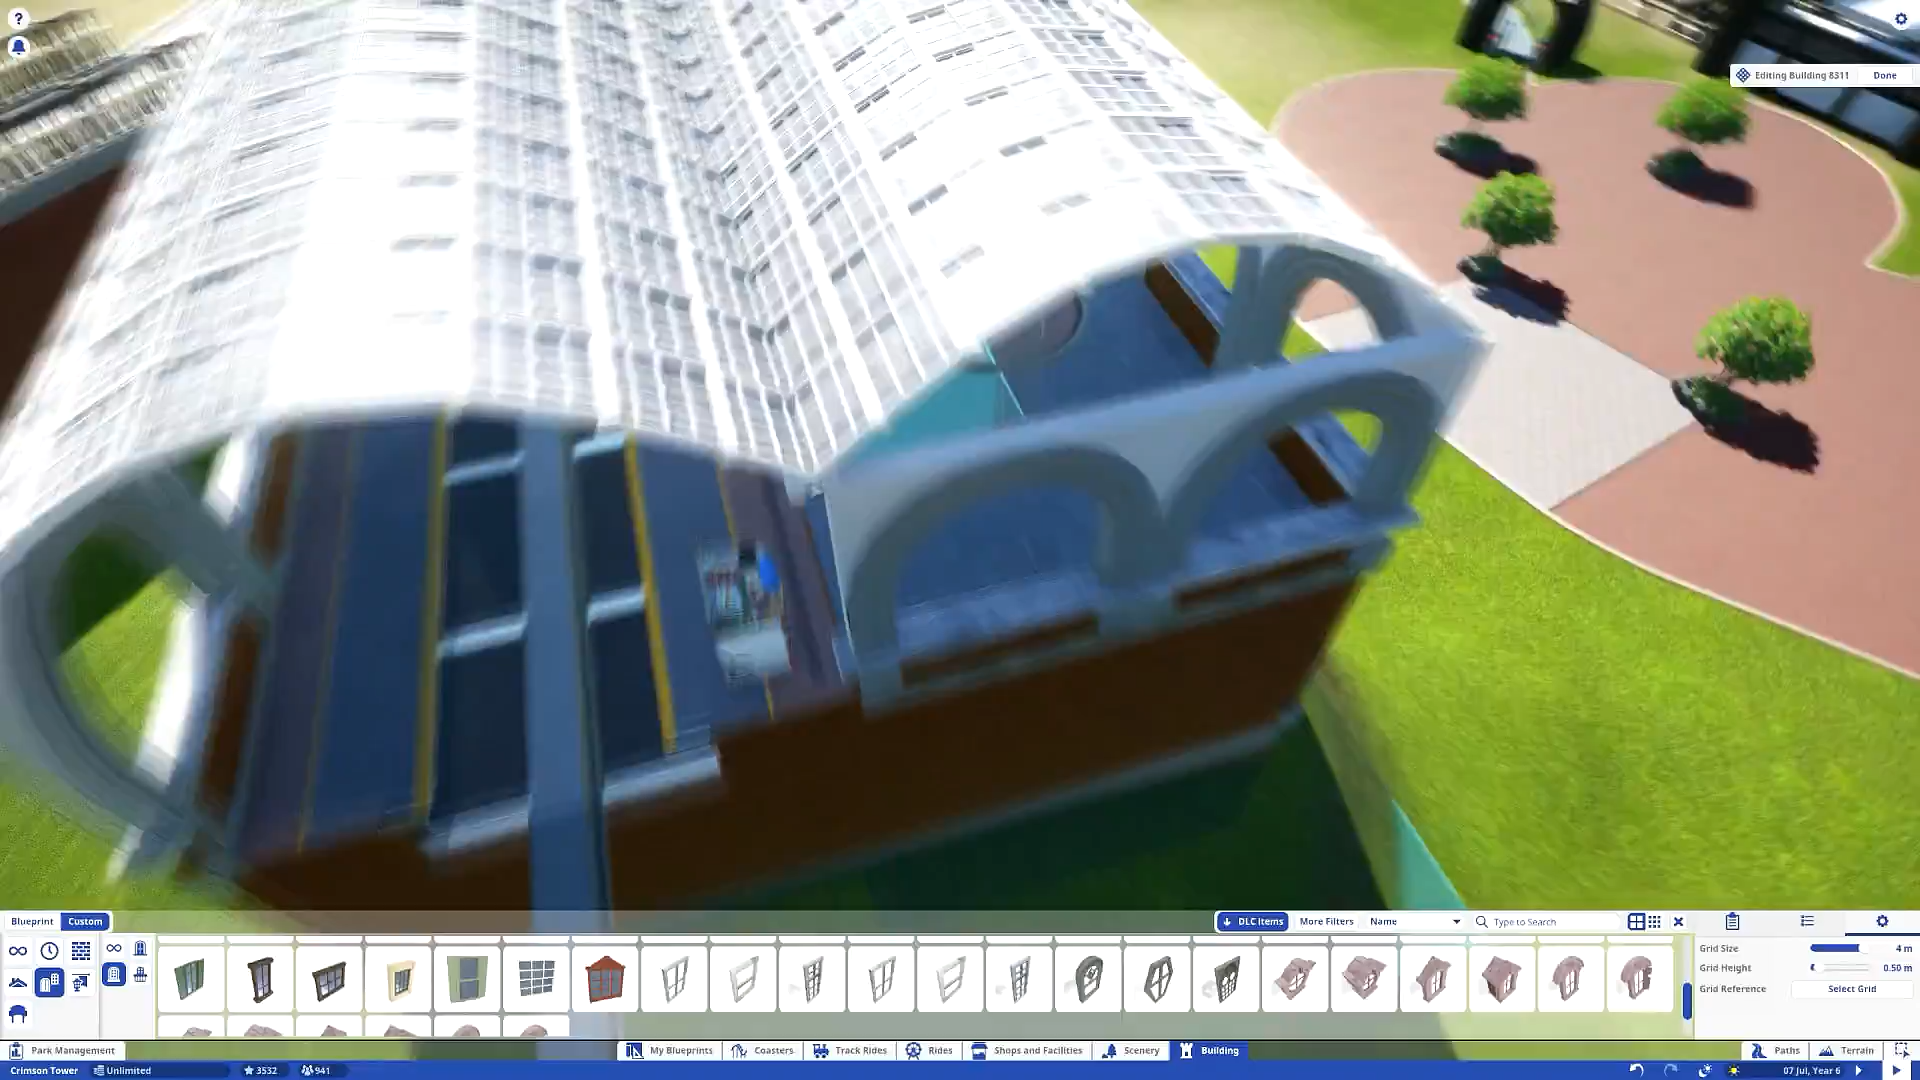 ?
Editing Building 8311 Done
Blueprint Custom
DLC Items More Filters Name Type to Search
Grid Size 4 m
Grid Height 0.50 m
Grid Reference Select Grid
Park Management My Blueprints Coasters Track Rides Rides Shops and Facilities Scenery Building Paths Terrain
Crimson Tower Unlimited 3532 941 07 Jul, Year 6